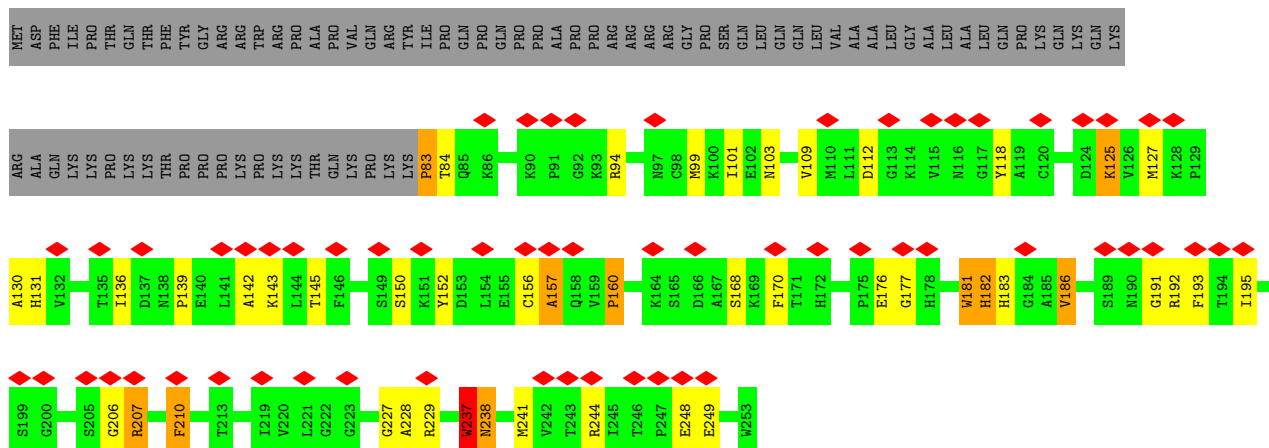 MET ASP PHE ILE PRO THR GLN THR PHE TYR GLY ARG ARG TRP ARG PRO ALA PRO VAL GLN ARG TYR ILE PRO GLN PRO GLN PRO PRO ALA PRO PRO ARG ARG ARG ARG GLY PRO SER GLN LEU GLN GLN LEU VAL ALA ALA LEU GLY ALA LEU ALA LEU GLN PRO LYS GLN LYS GLN LYS
ARG ALA GLN LYS LYS PRO LYS LYS THR PRO PRO PRO LYS PRO LYS LYS THR GLN LYS PRO LYS LYS P83 T84 Q85 K86 K90 P91 G92 K93 R94 N97 C98 M99 K100 I101 E102 N103 V109 M110 L111 D112 G113 K114 V115 N116 G117 Y118 A119 C120 D124 K125 V126 M127 K128 P129
A130 H131 V132 T135 I136 D137 N138 P139 E140 L141 A142 K143 L144 T145 F146 S149 S150 K151 Y152 D153 L154 E155 C156 A157 Q158 V159 P160 K164 S165 D166 A167 S168 K169 F170 T171 H172 P175 E176 G177 H178 W181 H182 H183 G184 A185 V186 S189 N190 G191 R192 F193 T194 I195
S199 G200 S205 G206 R207 F210 T213 I219 V220 L221 G222 G223 G227 A228 R229 W237 N238 M241 V242 T243 R244 I245 T246 P247 E248 E249 W253